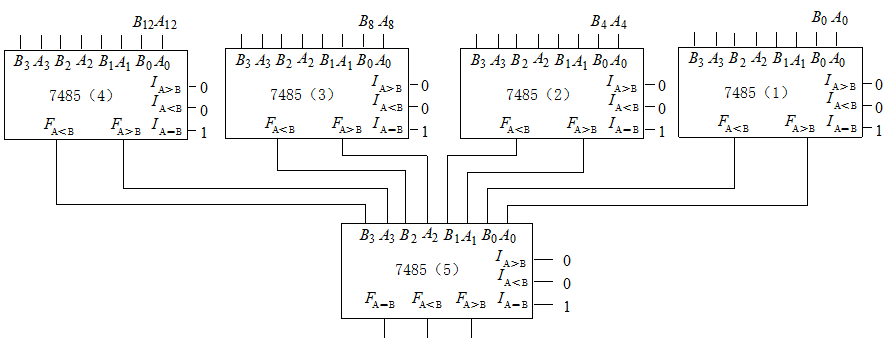 B12A12 B8 A8 B4 A4 B0 A0
B3 A3 B2 A2 B1A1 B0A0 B3 A3 B2 A2 B1A1 B0A0 B3 A3 B2 A2 B1A1 B0A0 B3 A3 B2 A2 B1A1 B0A0
IA>B 0 IA>B 0 IA>B 0 IA>B 0
7485（4） IA<B 0 7485（3） IA<B 0 7485（2） IA<B 0 7485（1） IA<B 0
FA<B FA>B IA=B 1 FA<B FA>B IA=B 1 FA<B FA>B IA=B 1 FA<B FA>B IA=B 1
B3 A3 B2 A2 B1A1 B0A0
IA>B 0
7485（5） IA<B 0
FA=B FA<B FA>B IA=B 1